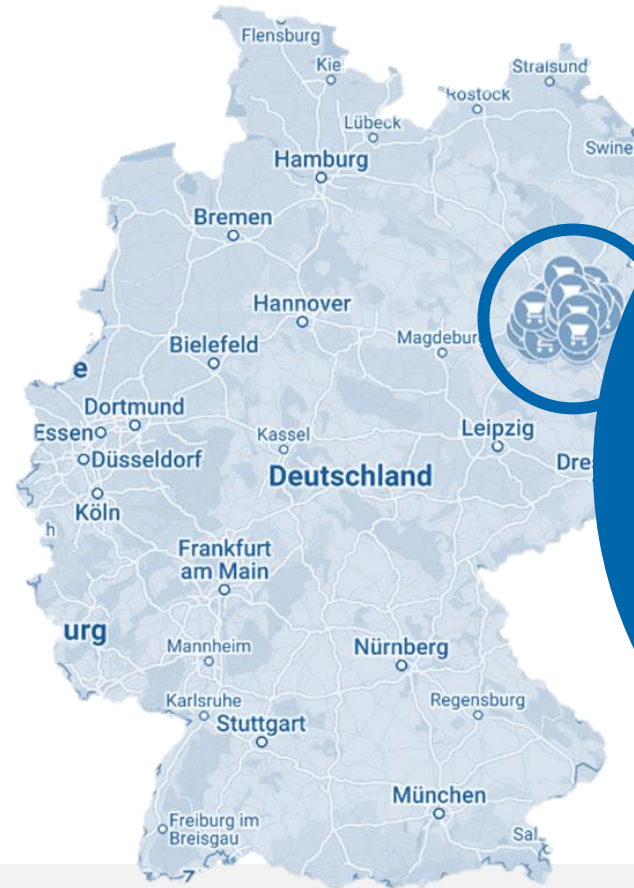 Flensburg
Kie
Stralsund
Rostock
Lübeck
Swine
Hamburg
Bremen
Hannover
Magdeburg
Bielefeld
e
Dortmund
Essen
Kassel
Leipzig
Düsseldorf
Dres
Deutschland
Köln
h
Frankfurt
am Main
urg
Mannheim
Nürnberg
Karlsruhe
Regensburg
Stuttgart
München
Freiburg im
Breisgau
Sal